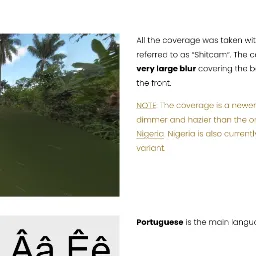 All the coverage was taken wit
referred to as "Shitcam". The c
very large blur covering the b
the front.
NOTE: The coverage is a newer
dimmer and hazier than the o
Nigeria. Nigeria is also current
variant.
Portuguese is the main langu
Ââ Êê